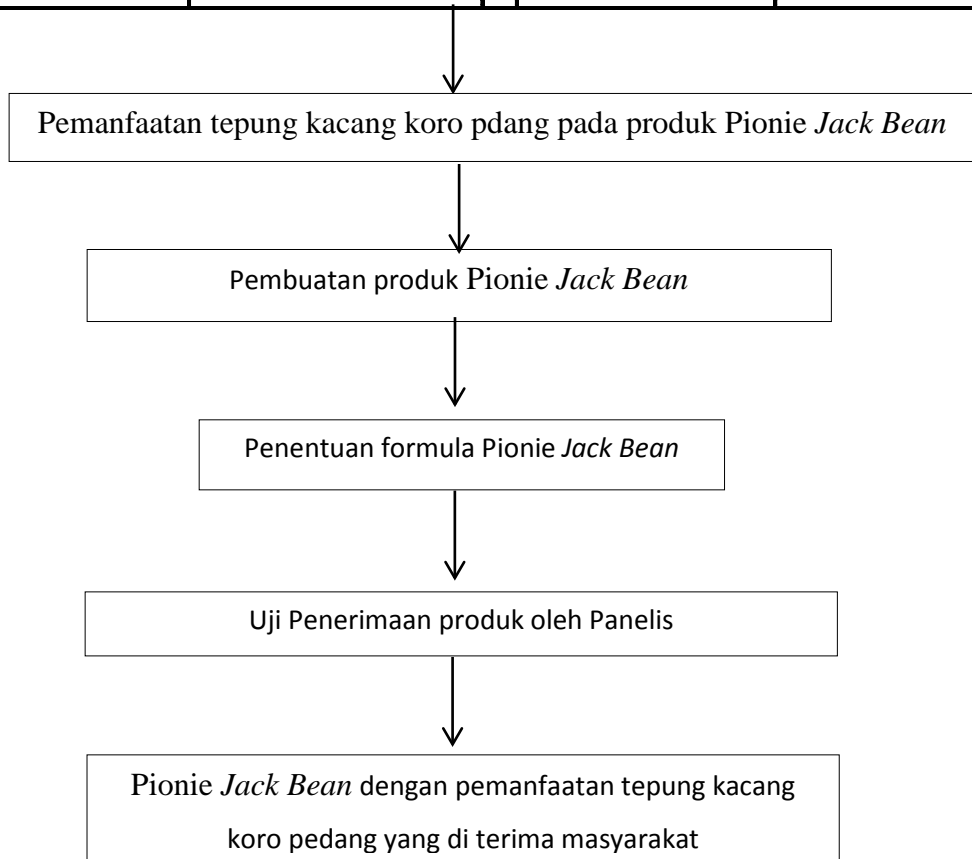 Pemanfaatan tepung kacang koro pdang pada produk Pionie Jack Bean
Pembuatan produk Pionie Jack Bean
Penentuan formula Pionie Jack Bean
Uji Penerimaan produk oleh Panelis
Pionie Jack Bean dengan pemanfaatan tepung kacang
koro pedang yang di terima masyarakat